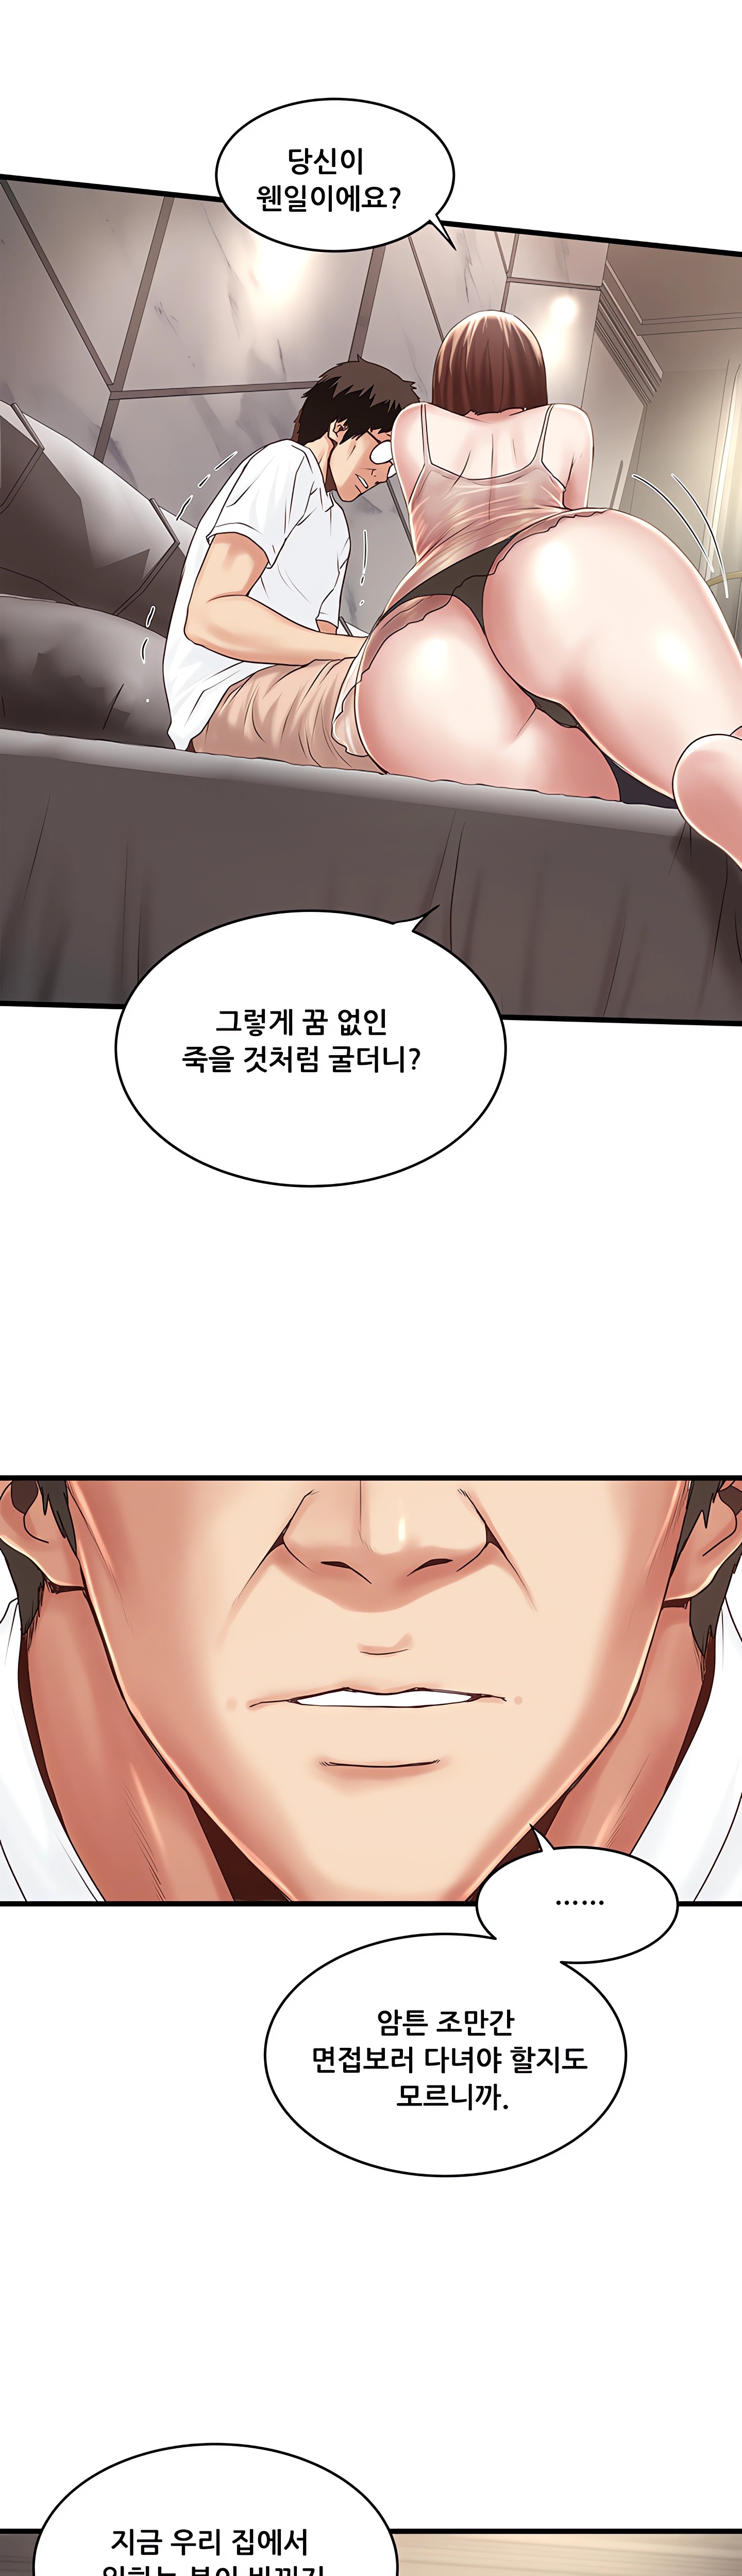 당신이
웬일이에요?
그렇게 꿈 없인
죽을 것처럼 굴더니?
······
암튼 조만간
면접보러 다녀야 할지도
모르니까.
지금 우리 집에서